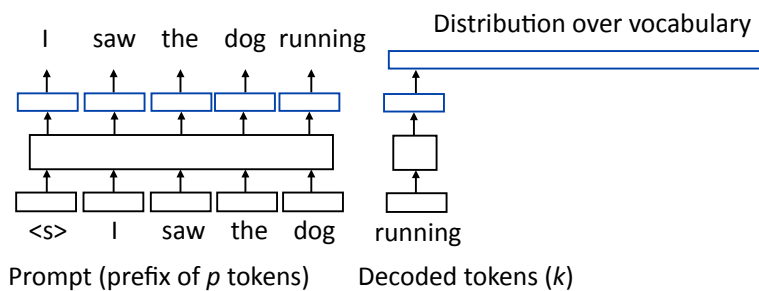 I saw the dog running
Distribution over vocabulary
<s> I saw the dog
running
Prompt (prefix of p tokens)
Decoded tokens (k)